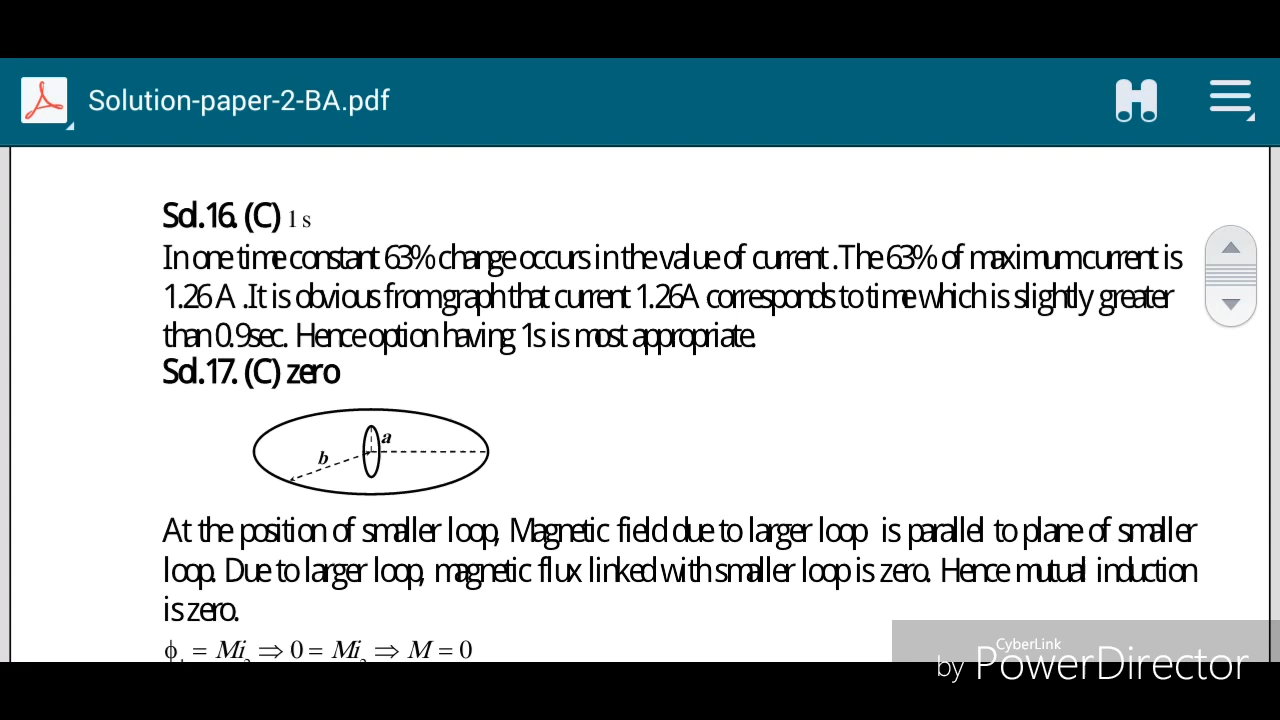 Solution-paper-2-BA.pdf
Sol.16. (C) 1 s
In one time constant 63% change occurs in the value of current .The 63% of maximum current is
1.26 A .It is obvious from graph that current 1.26A corresponds to time which is slightly greater
than 0.9sec. Hence option having 1s is most appropriate.
Sol.17. (C) zero
a
b
At the position of smaller loop, Magnetic field due to larger loop is parallel to plane of smaller
loop. Due to larger loop, magnetic flux linked with smaller loop is zero. Hence mutual induction
is zero.
ϕ₁ = Mi₂ ⇒ 0 = Mi₂ ⇒ M = 0
CyberLink
by PowerDirector